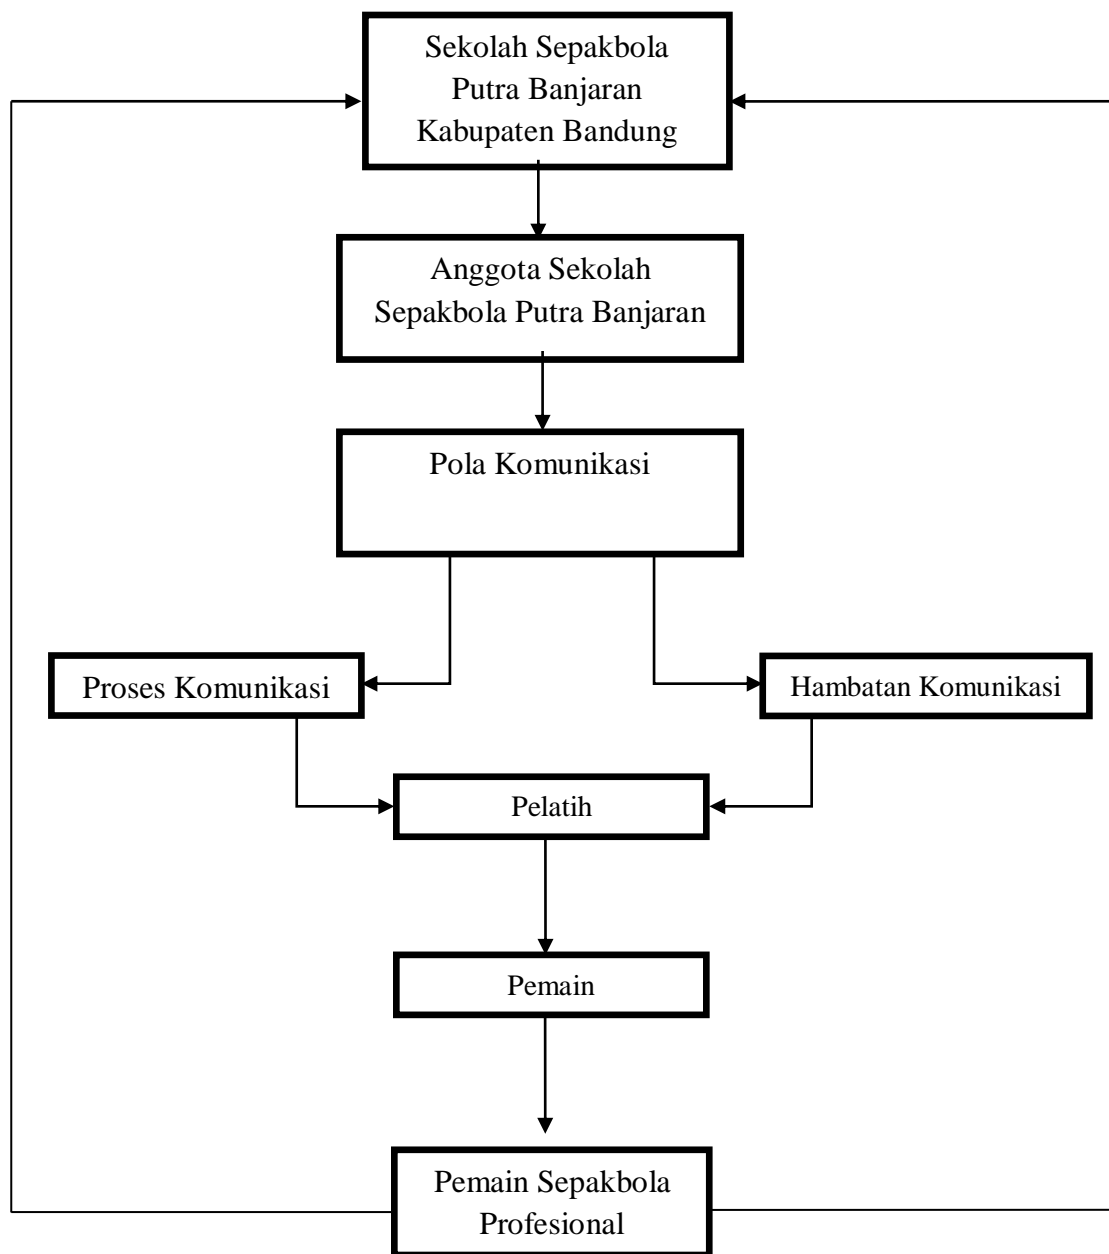 Sekolah Sepakbola
Putra Banjaran
Kabupaten Bandung
Anggota Sekolah
Sepakbola Putra Banjaran
Pola Komunikasi
Proses Komunikasi
Hambatan Komunikasi
Pelatih
Pemain
Pemain Sepakbola
Profesional